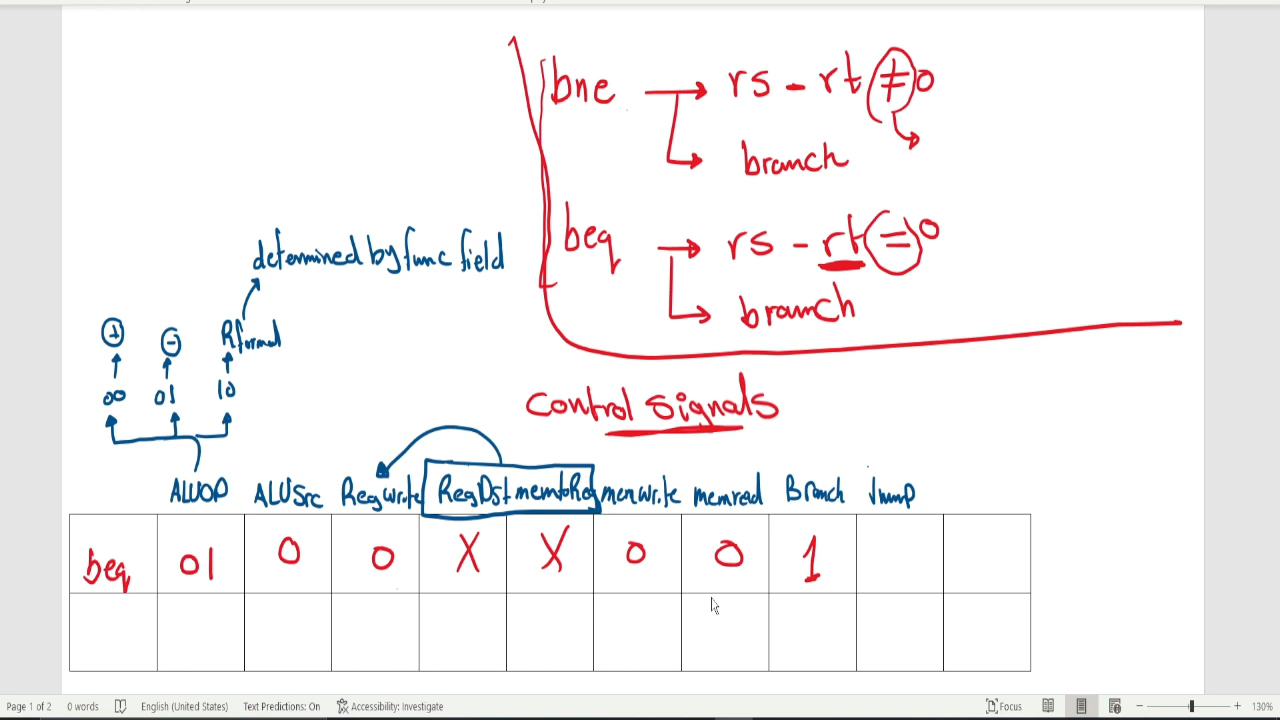 bne → rs - rt ≠ 0
branch
beq → rs - rt = 0
branch
determined by func field
+ - Rformat
00 01 10
control signals
ALUOP ALUSrc RegWrite RegDst memtoReg memWrite memread Branch Jump
beq 01 0 0 X X 0 0 1
Page 1 of 2 0 words English (United States) Text Predictions: On Accessibility: Investigate Focus 130%